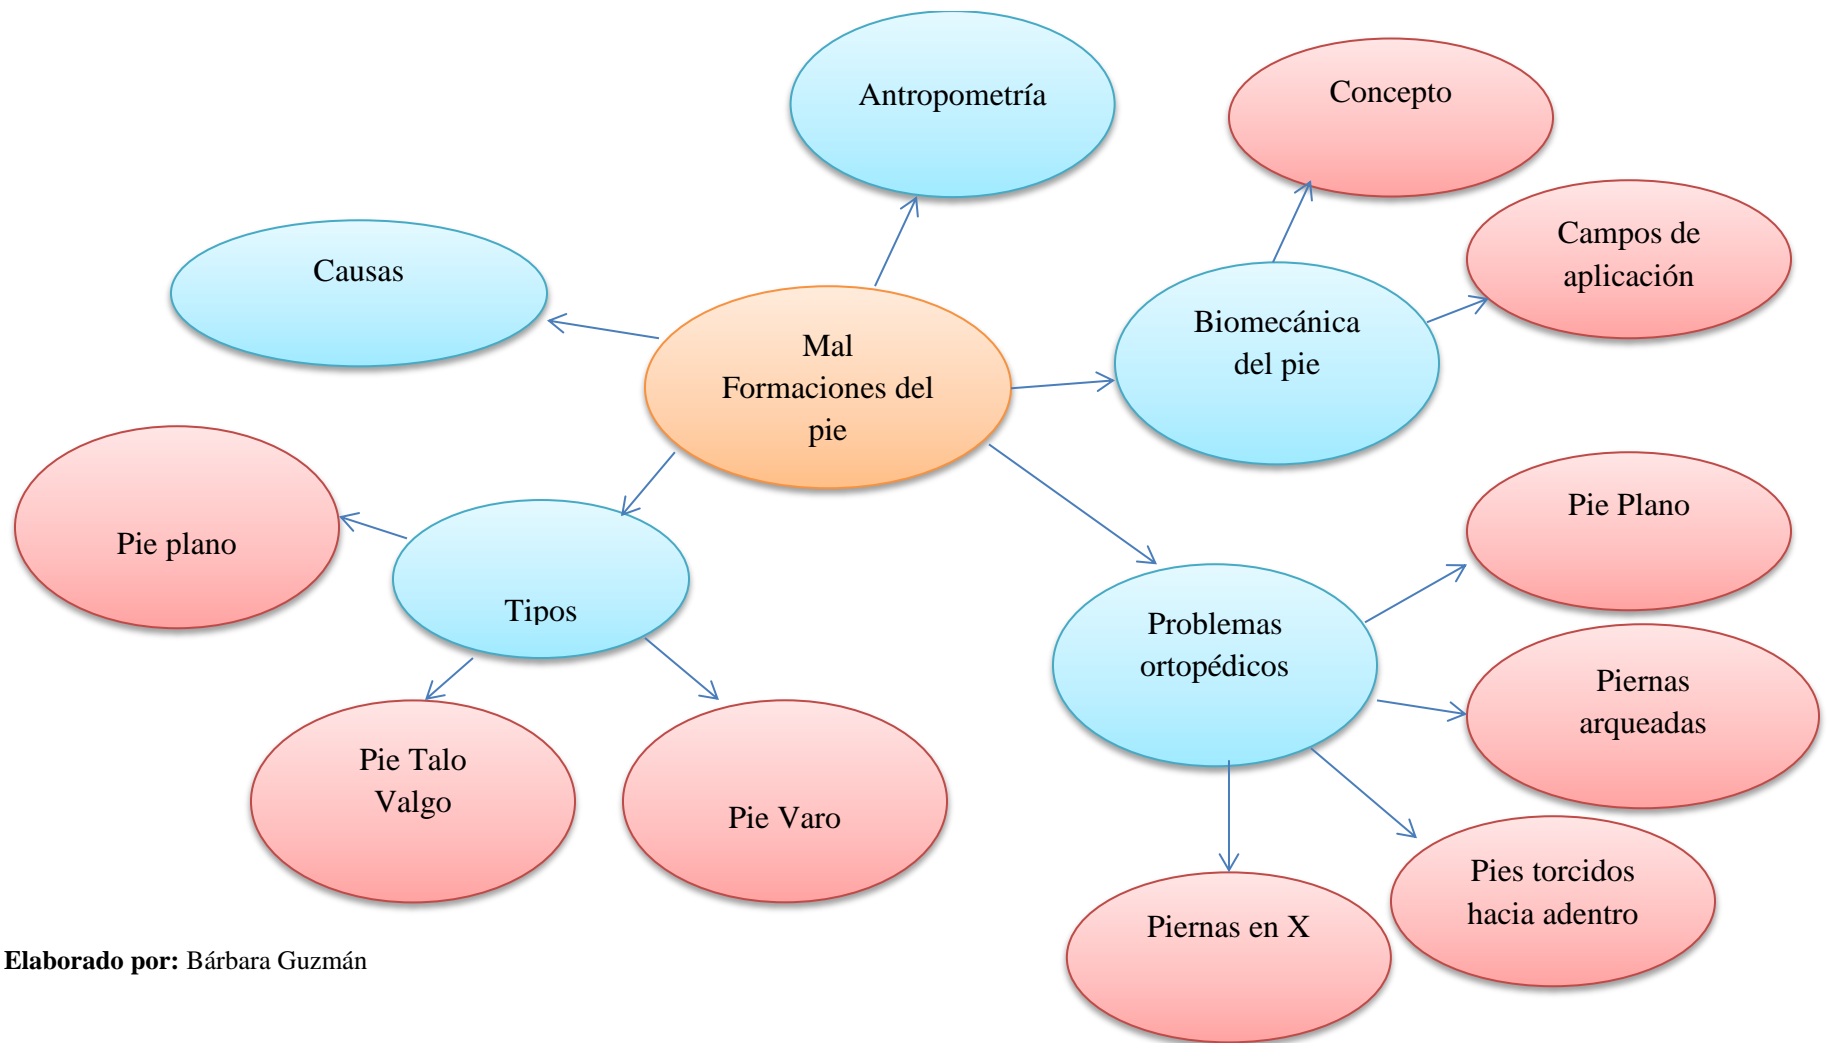 Antropometría
Concepto
Campos de
aplicación
Causas
Mal
Formaciones del
pie
Biomecánica
del pie
Pie plano
Tipos
Pie Plano
Problemas
ortopédicos
Piernas
arqueadas
Pie Talo
Valgo
Pie Varo
Pies torcidos
hacia adentro
Piernas en X
Elaborado por: Bárbara Guzmán